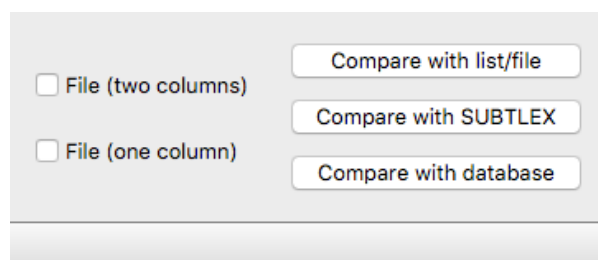 Compare with list/file
File (two columns)
Compare with SUBTLEX
File (one column)
Compare with database